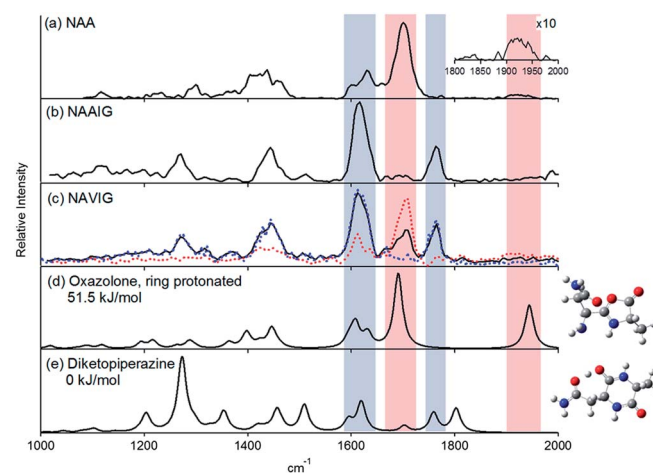 (a) NAA
x10
1800 1850 1900 1950 2000
(b) NAAIG
(c) NAVIG
Relative Intensity
(d) Oxazolone, ring protonated
51.5 kJ/mol
(e) Diketopiperazine
0 kJ/mol
1000 1200 1400 1600 1800 2000
cm⁻¹